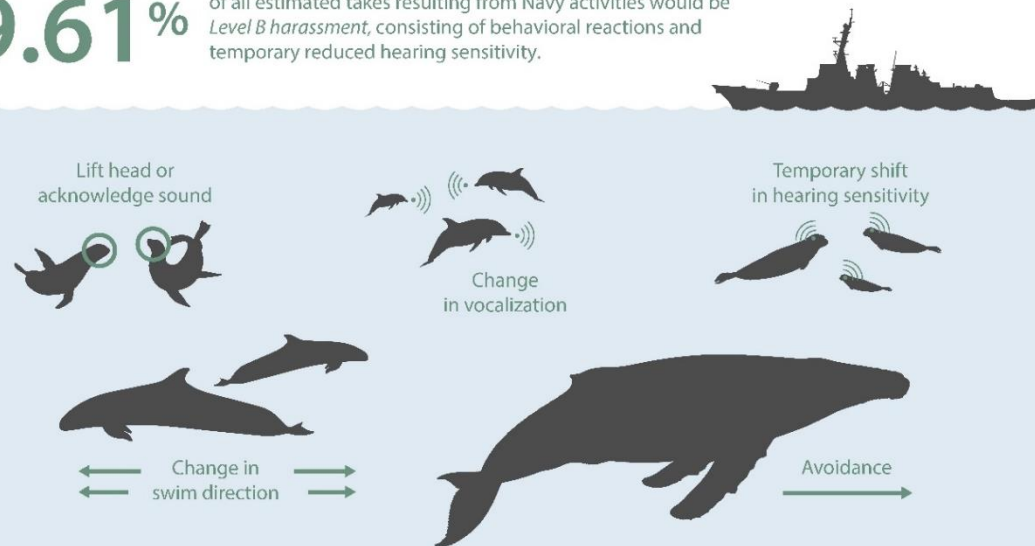 9.61%
of all estimated takes resulting from Navy activities would be
Level B harassment, consisting of behavioral reactions and
temporary reduced hearing sensitivity.
Lift head or
acknowledge sound
Change
in vocalization
Temporary shift
in hearing sensitivity
Change in
swim direction
Avoidance